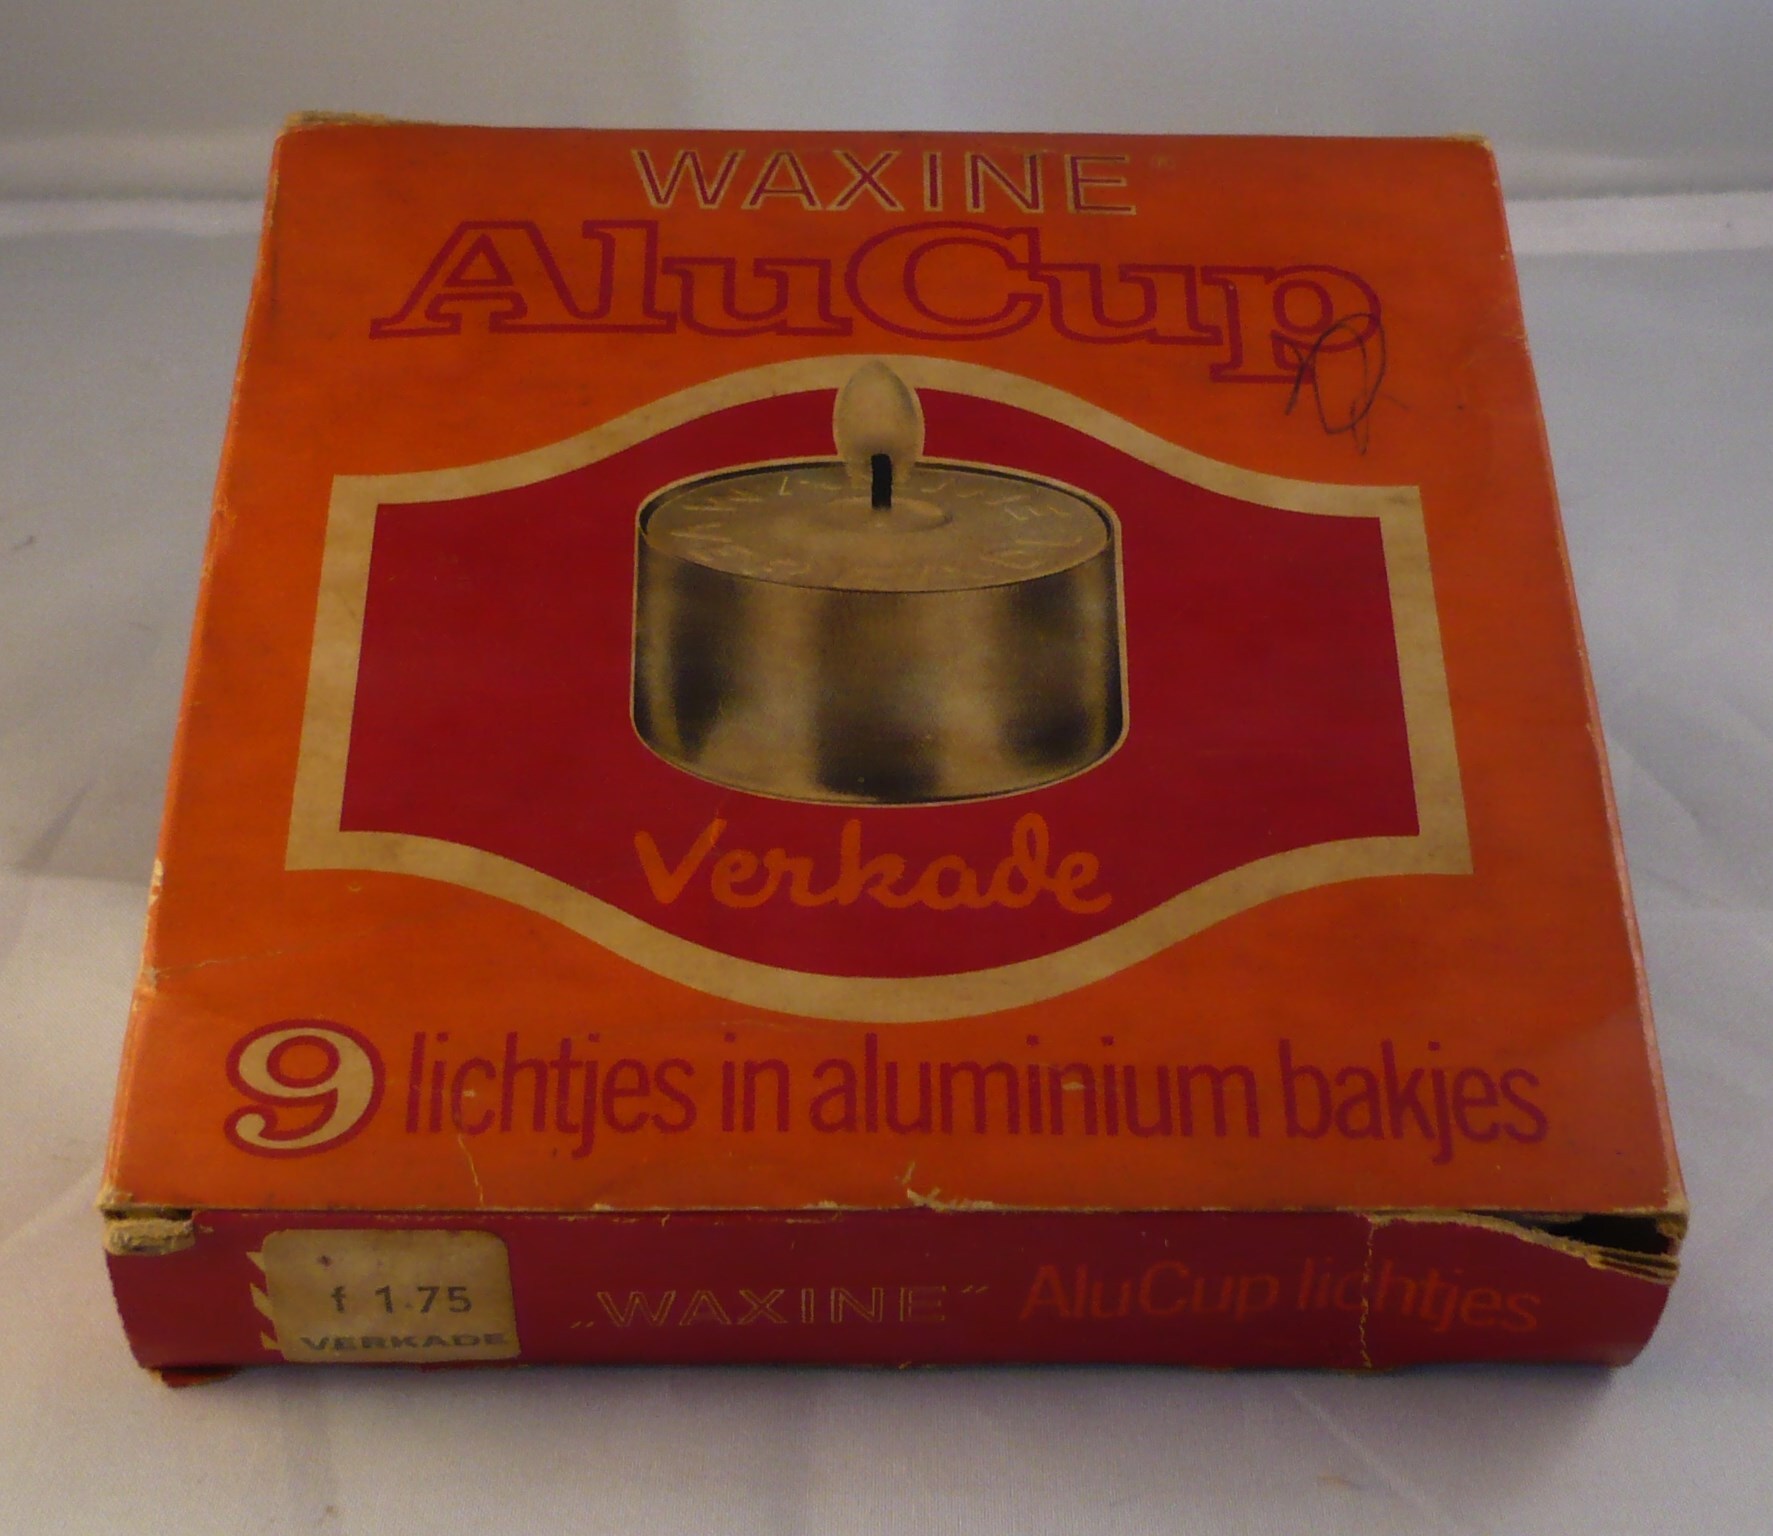 WAXINE
AluCup
Verkade
9 lichtjes in aluminium bakjes
f 1.75
VERKADE
„WAXINE“ AluCup lichtjes